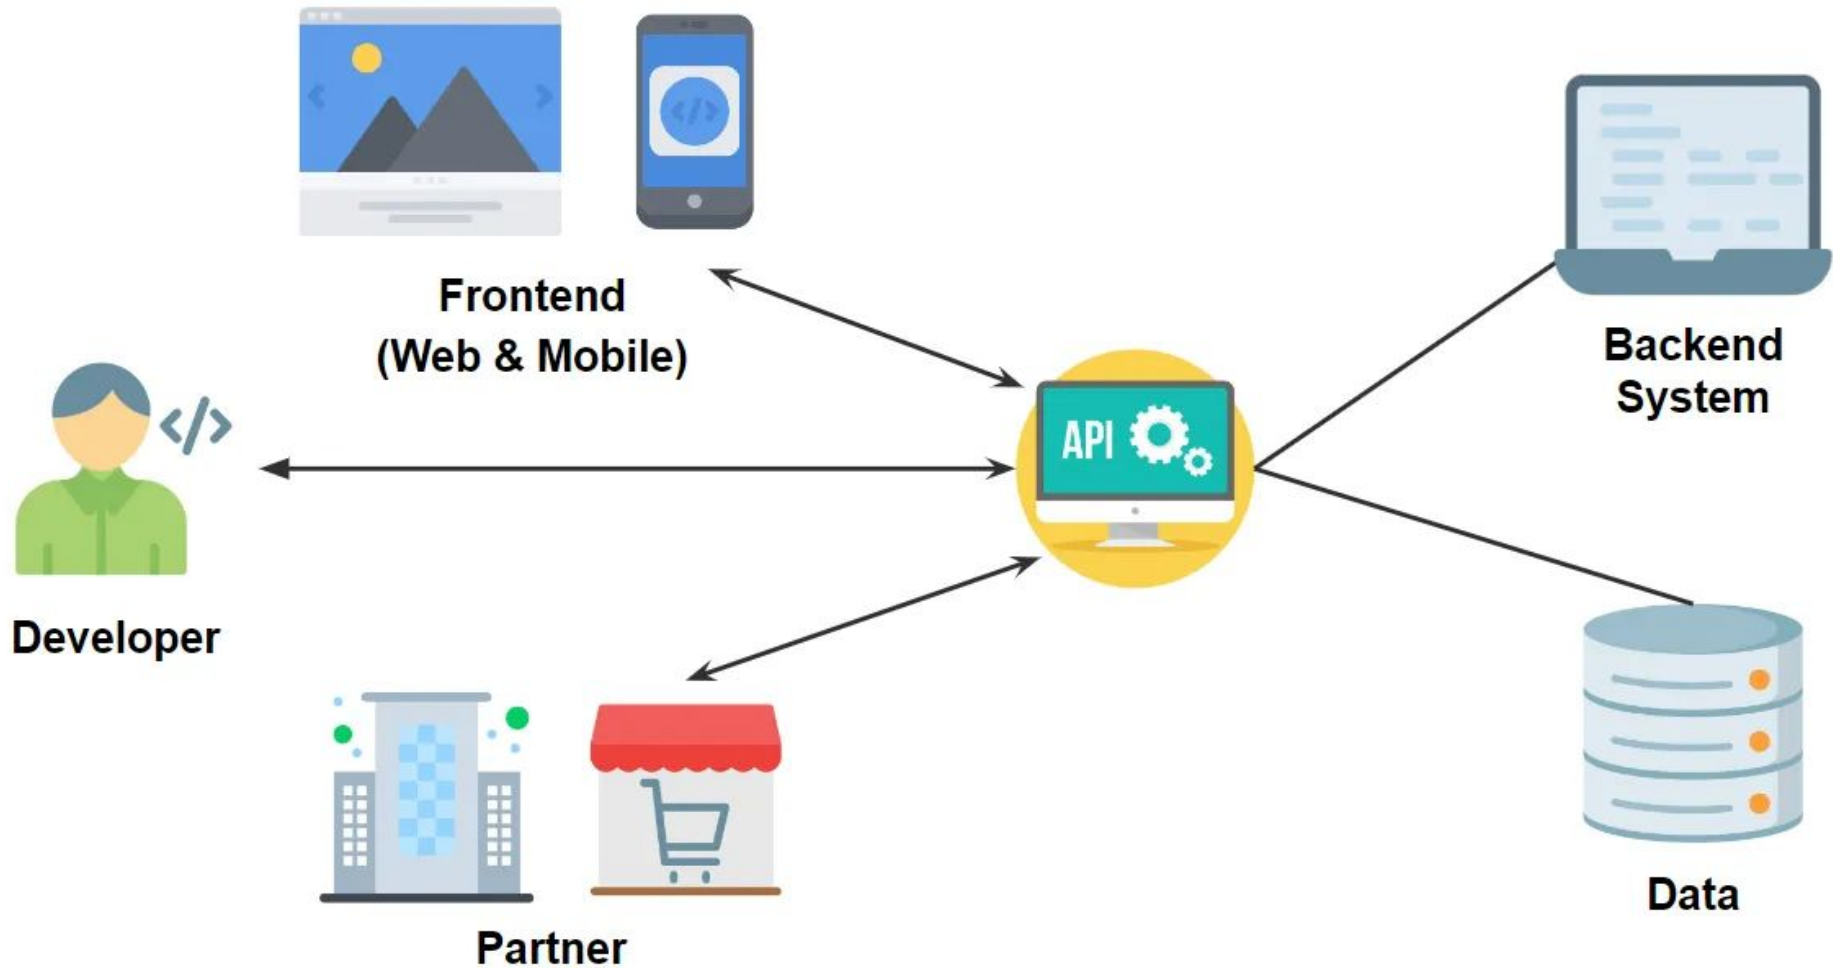 Frontend
(Web & Mobile)
</>
Backend
System
API
</>
Developer
Data
Partner